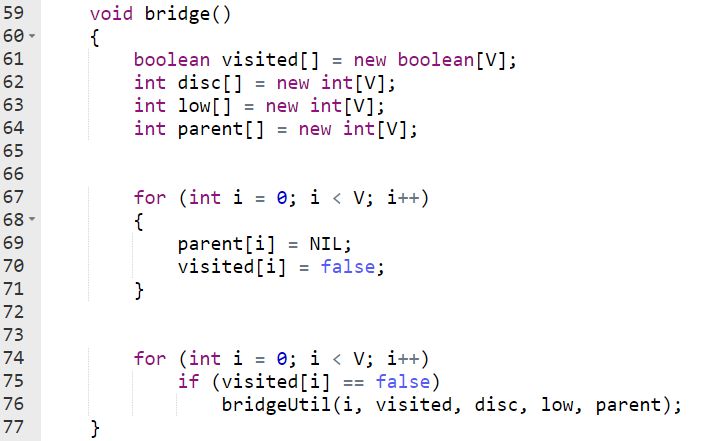 59 void bridge()
60 {
61 boolean visited[] = new boolean[V];
62 int disc[] = new int[V];
63 int low[] = new int[V];
64 int parent[] = new int[V];
65
66
67 for (int i = 0; i < V; i++)
68 {
69 parent[i] = NIL;
70 visited[i] = false;
71 }
72
73
74 for (int i = 0; i < V; i++)
75 if (visited[i] == false)
76 bridgeUtil(i, visited, disc, low, parent);
77 }